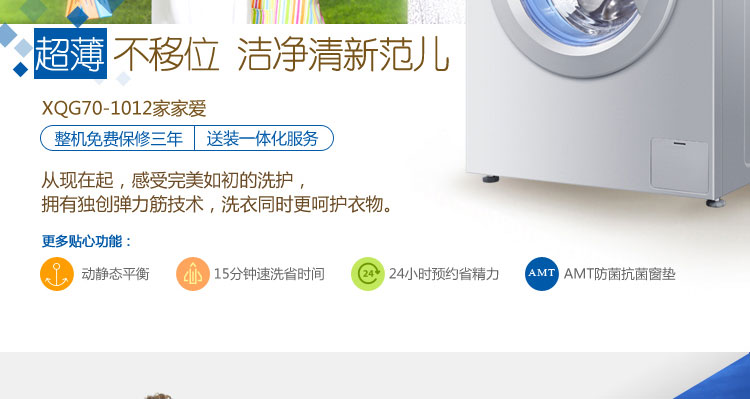 超薄 不移位 洁净清新范儿
XQG70-1012家家爱
整机免费保修三年 | 送装一体化服务
从现在起，感受完美如初的洗护，
拥有独创弹力筋技术，洗衣同时更呵护衣物。
更多贴心功能：
动静态平衡 15分钟速洗省时间 24 24小时预约省精力 AMT AMT防菌抗菌窗垫